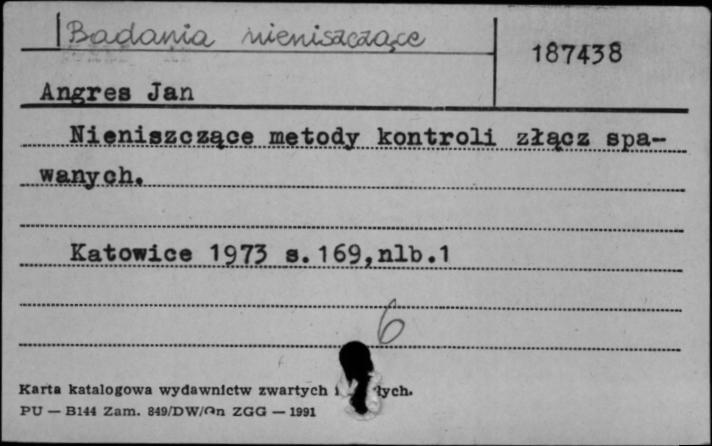 Badania nieniszczące
187438
Angres Jan
Nieniszczące metody kontroli złącz spa-
wanych.
Katowice 1973 s.169,nlb.1
6
Karta katalogowa wydawnictw zwartych
PU — B144 Zam. 849/DW/ ZGG — 1991